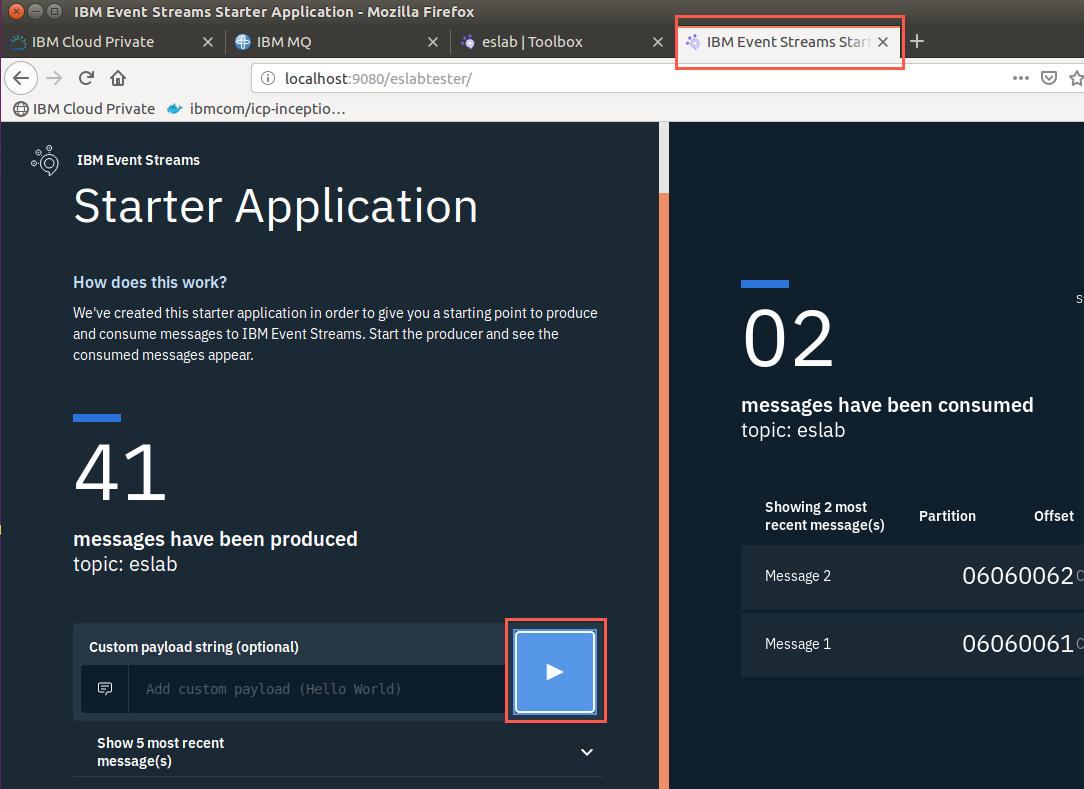 IBM Event Streams Starter Application - Mozilla Firefox
IBM Cloud Private
IBM MQ
eslab | Toolbox
IBM Event Streams Start
localhost:9080/eslabtester/
IBM Cloud Private
ibmcom/icp-inceptio…
IBM Event Streams
Starter Application
How does this work?
We've created this starter application in order to give you a starting point to produce
and consume messages to IBM Event Streams. Start the producer and see the
consumed messages appear.
41
messages have been produced
topic: eslab
Custom payload string (optional)
Add custom payload (Hello World)
Show 5 most recent
message(s)
02
messages have been consumed
topic: eslab
Showing 2 most
recent message(s)
Partition
Offset
Message 2
06060062
Message 1
06060061